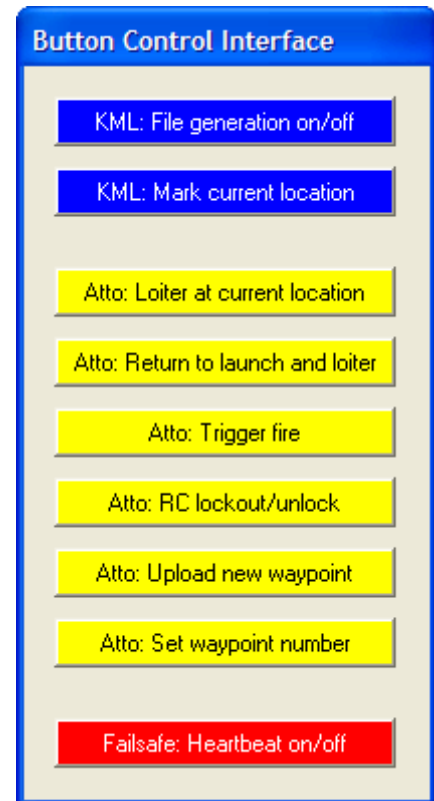 Button Control Interface
KML: File generation on/off
KML: Mark current location
Atto: Loiter at current location
Atto: Return to launch and loiter
Atto: Trigger fire
Atto: RC lockout/unlock
Atto: Upload new waypoint
Atto: Set waypoint number
Failsafe: Heartbeat on/off